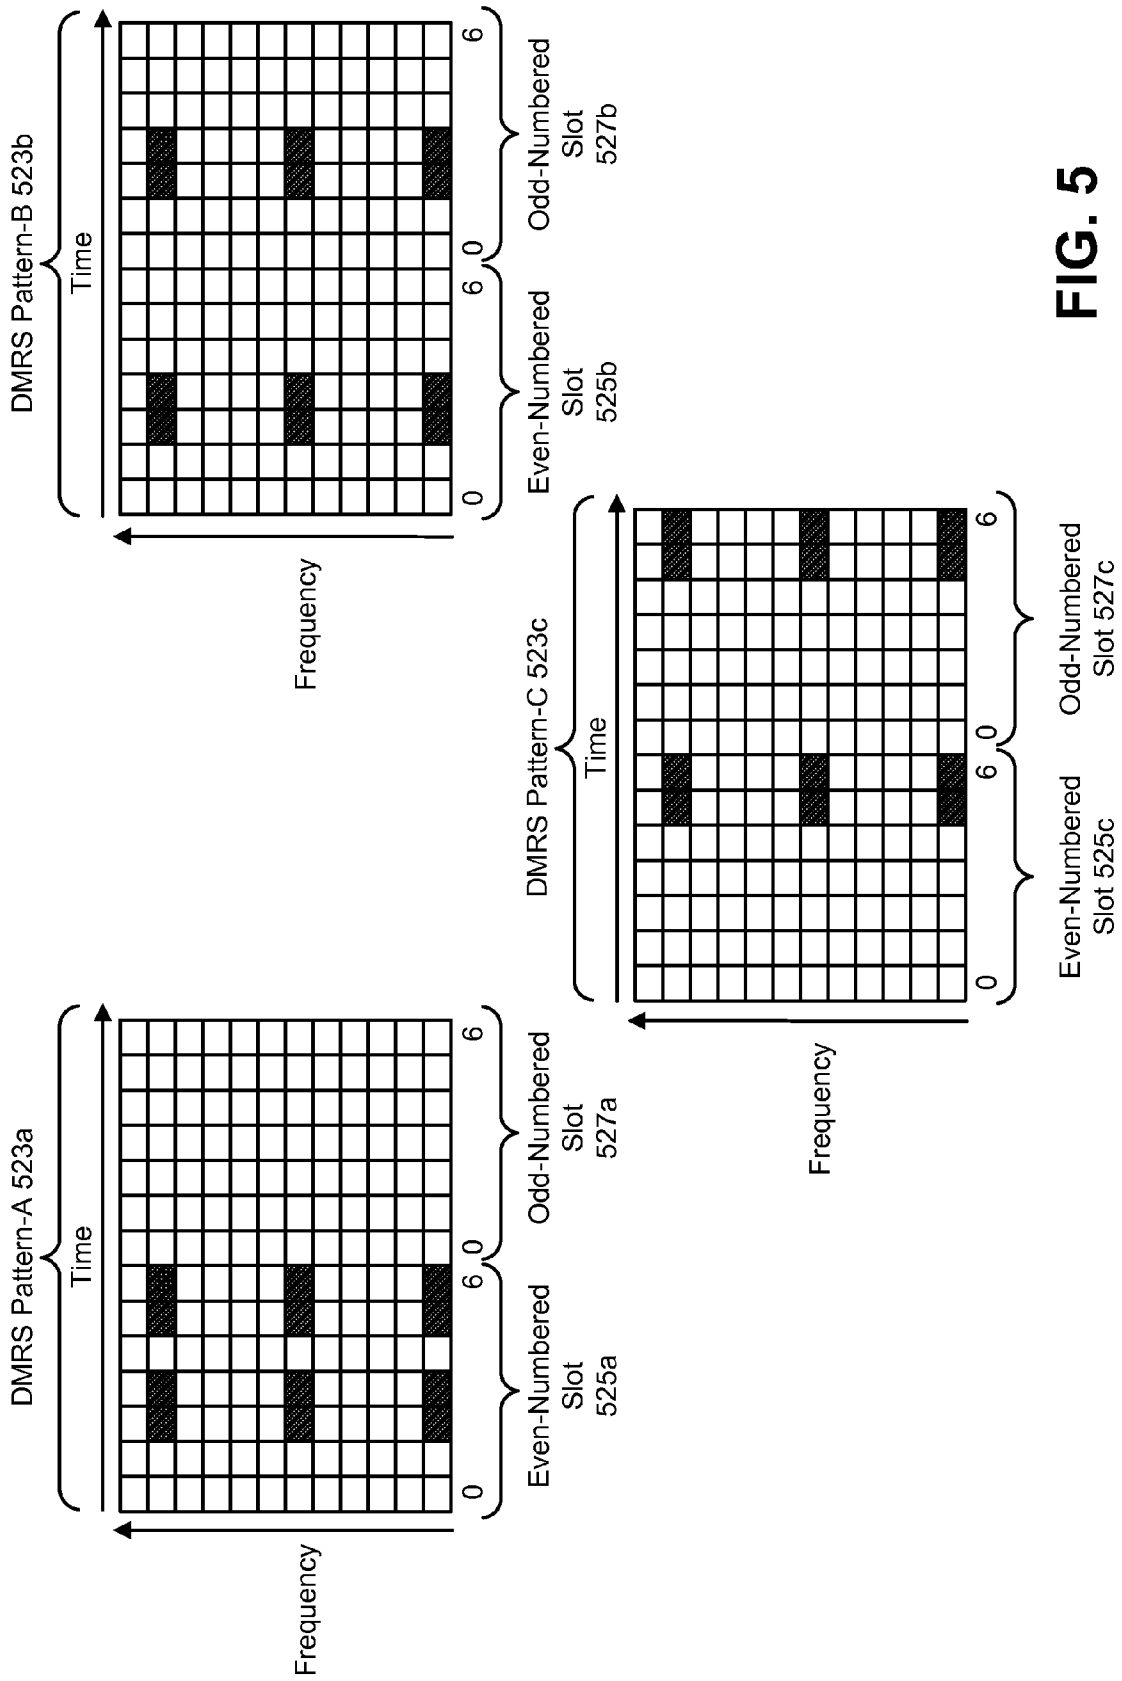 DMRS Pattern-A 523a
Time
Frequency
0
6
0
6
Even-Numbered
Slot
525a
Odd-Numbered
Slot
527a
DMRS Pattern-B 523b
Time
Frequency
0
6
0
6
Even-Numbered
Slot
525b
Odd-Numbered
Slot
527b
DMRS Pattern-C 523c
Time
Frequency
0
6
0
6
Even-Numbered
Slot 525c
Odd-Numbered
Slot 527c
FIG. 5